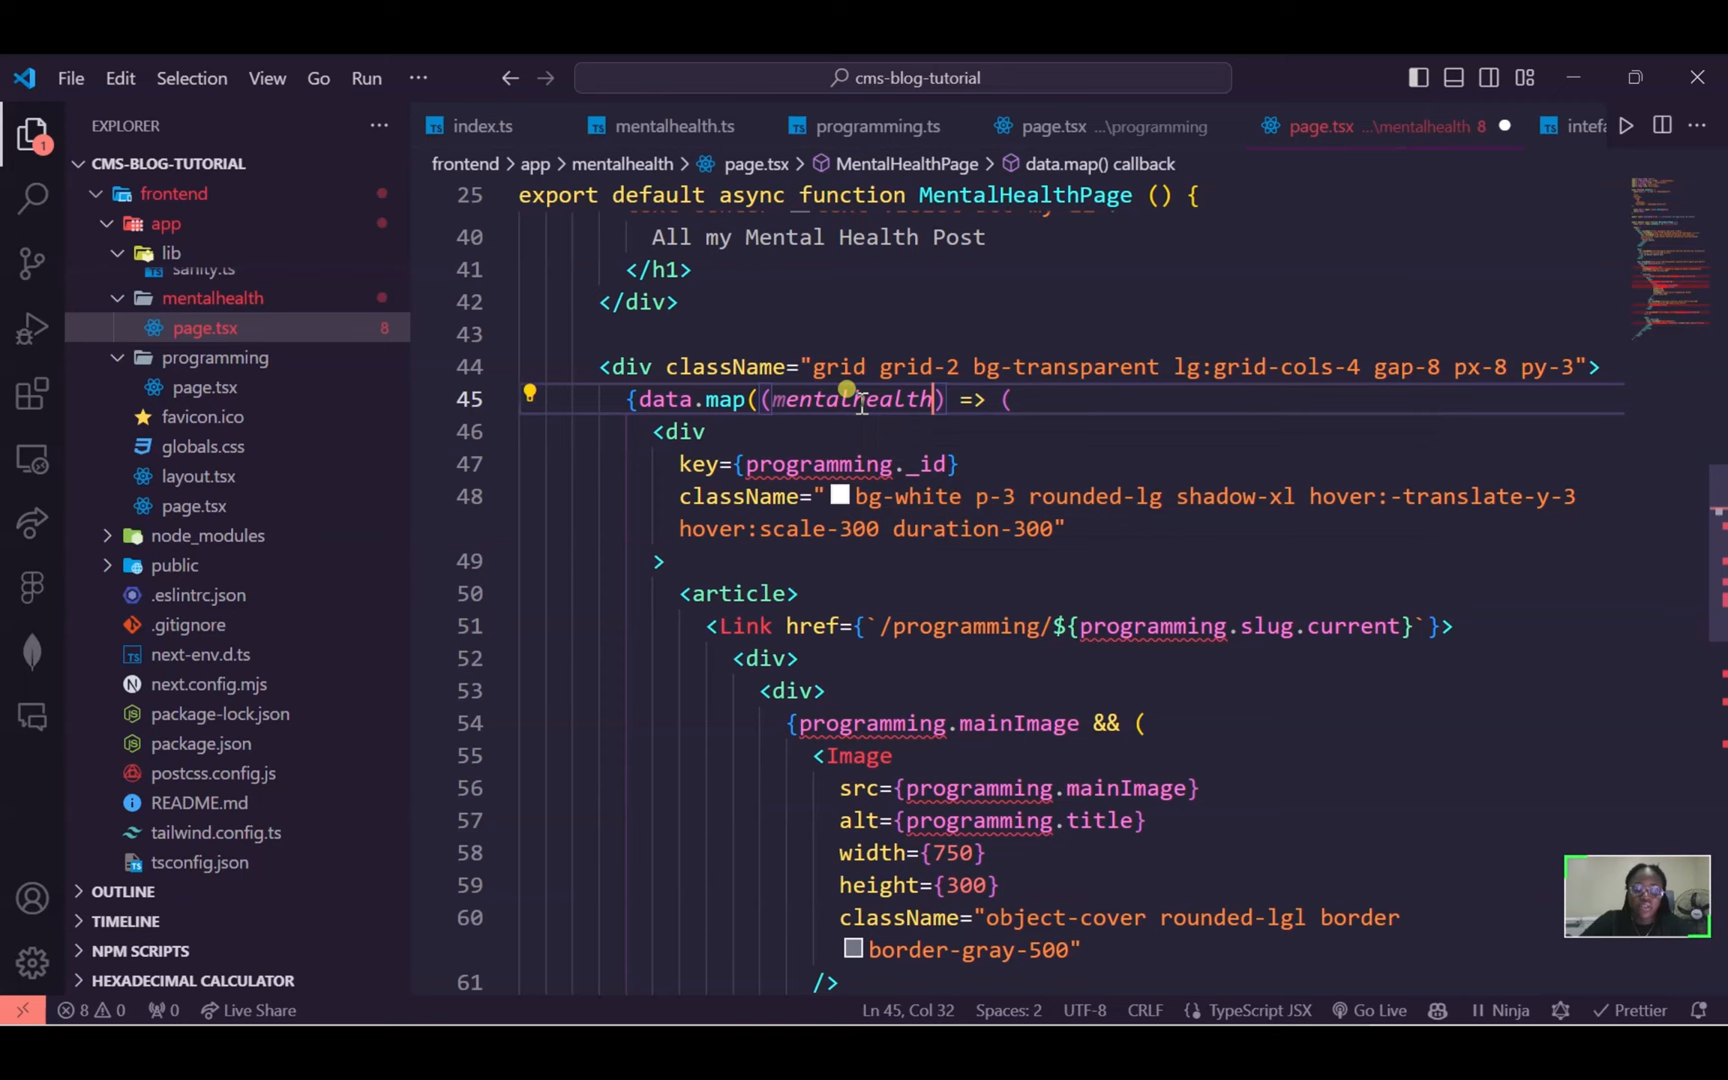 File Edit Selection View Go Run ··· cms-blog-tutorial
EXPLORER ···
CMS-BLOG-TUTORIAL
frontend
app
lib
sanity.ts
mentalhealth
page.tsx 8
programming
page.tsx
favicon.ico
globals.css
layout.tsx
page.tsx
node_modules
public
.eslintrc.json
.gitignore
next-env.d.ts
next.config.mjs
package-lock.json
package.json
postcss.config.js
README.md
tailwind.config.ts
tsconfig.json
OUTLINE
TIMELINE
NPM SCRIPTS
HEXADECIMAL CALCULATOR
1
index.ts mentalhealth.ts programming.ts page.tsx ...\programming page.tsx ...\mentalhealth 8 intefa
frontend > app > mentalhealth > page.tsx > MentalHealthPage > data.map() callback
25 export default async function MentalHealthPage () {
40 All my Mental Health Post
41 </h1>
42 </div>
43
44 <div className="grid grid-2 bg-transparent lg:grid-cols-4 gap-8 px-8 py-3">
45 {data.map((mentalhealth) => (
46 <div
47 key={programming._id}
48 className="bg-white p-3 rounded-lg shadow-xl hover:-translate-y-3
hover:scale-300 duration-300"
49 >
50 <article>
51 <Link href={`/programming/${programming.slug.current}`}>
52 <div>
53 <div>
54 {programming.mainImage && (
55 <Image
56 src={programming.mainImage}
57 alt={programming.title}
58 width={750}
59 height={300}
60 className="object-cover rounded-lgl border
border-gray-500"
61 />
8 0 0 Live Share Ln 45, Col 32 Spaces: 2 UTF-8 CRLF {} TypeScript JSX Go Live Ninja Prettier